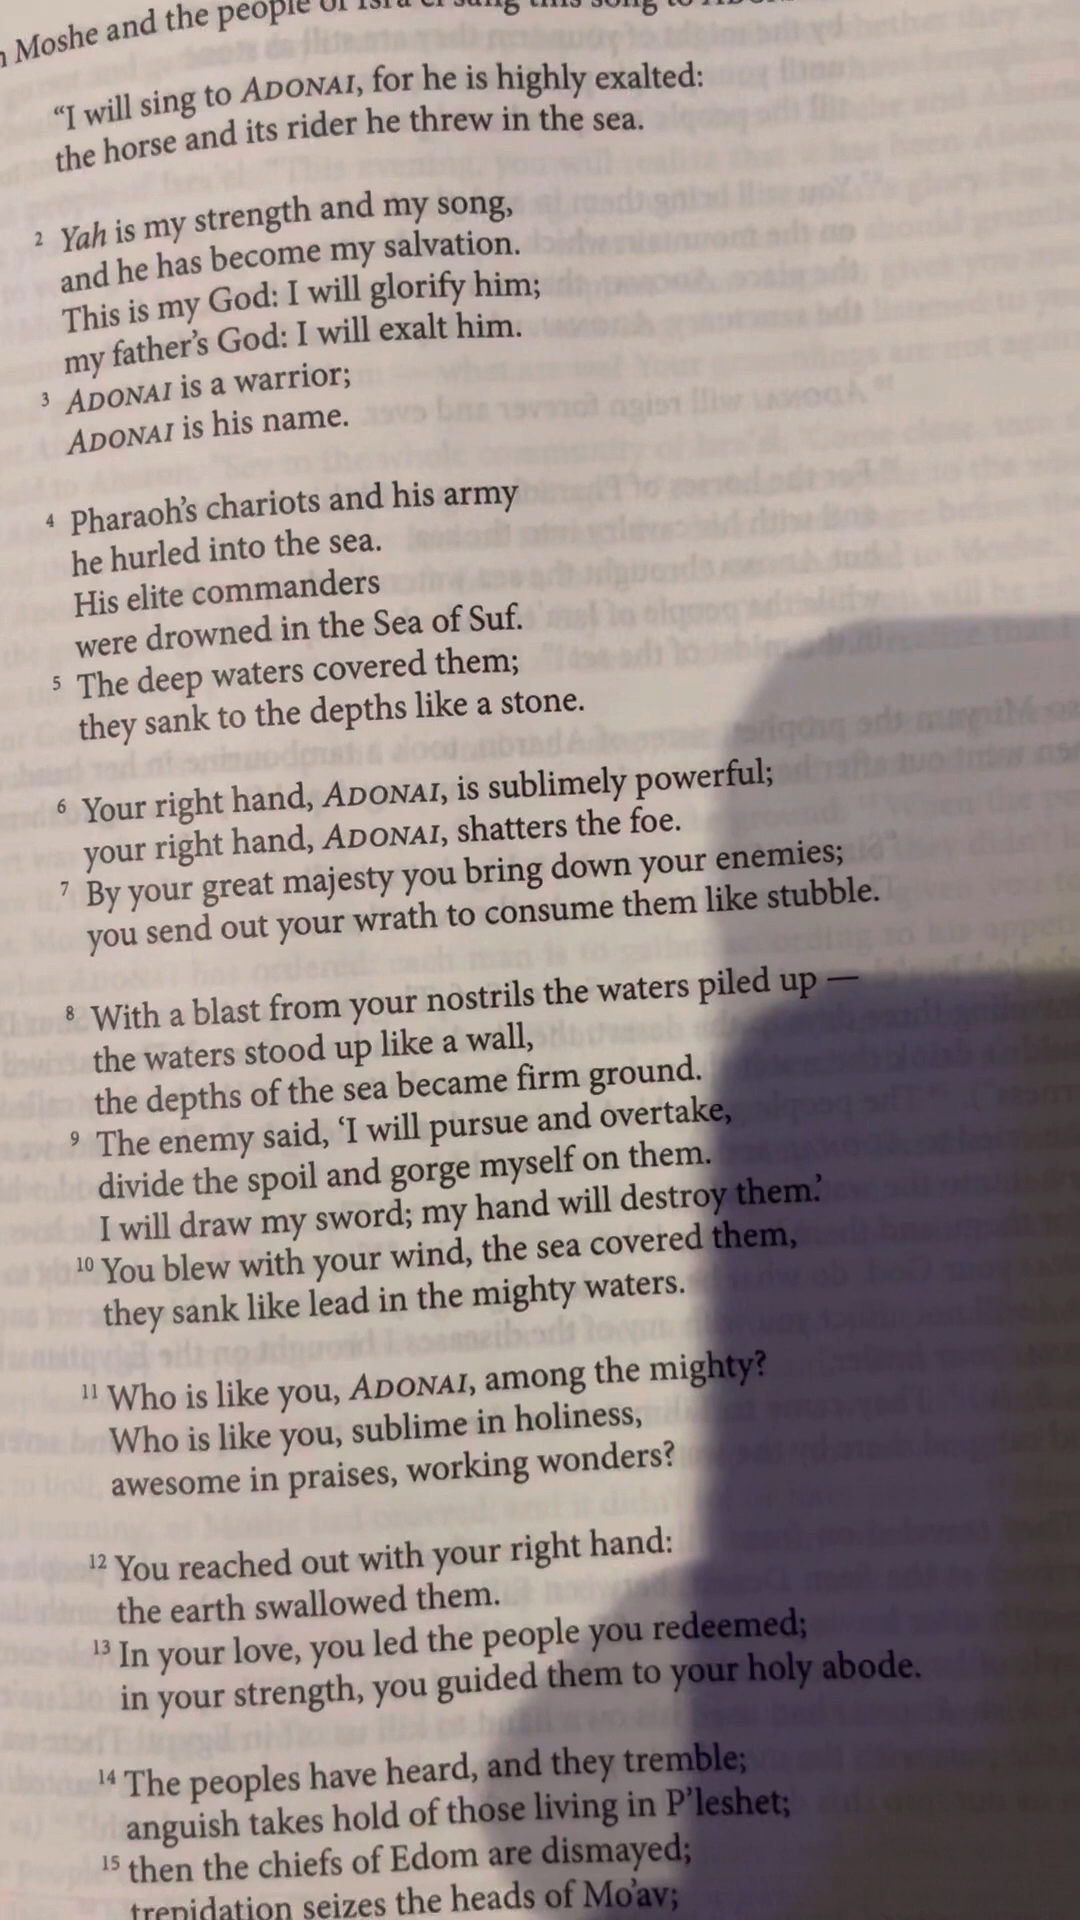 Moshe and the people of Isra'el sang this song to
“I will sing to ADONAI, for he is highly exalted:
the horse and its rider he threw in the sea.
2 Yah is my strength and my song,
and he has become my salvation.
This is my God: I will glorify him;
my father’s God: I will exalt him.
3 ADONAI is a warrior;
ADONAI is his name.
4 Pharaoh’s chariots and his army
he hurled into the sea.
His elite commanders
were drowned in the Sea of Suf.
5 The deep waters covered them;
they sank to the depths like a stone.
6 Your right hand, ADONAI, is sublimely powerful;
your right hand, ADONAI, shatters the foe.
7 By your great majesty you bring down your enemies;
you send out your wrath to consume them like stubble.
8 With a blast from your nostrils the waters piled up —
the waters stood up like a wall,
the depths of the sea became firm ground.
9 The enemy said, ‘I will pursue and overtake,
divide the spoil and gorge myself on them.
I will draw my sword; my hand will destroy them.’
10 You blew with your wind, the sea covered them,
they sank like lead in the mighty waters.
11 Who is like you, ADONAI, among the mighty?
Who is like you, sublime in holiness,
awesome in praises, working wonders?
12 You reached out with your right hand:
the earth swallowed them.
13 In your love, you led the people you redeemed;
in your strength, you guided them to your holy abode.
14 The peoples have heard, and they tremble;
anguish takes hold of those living in P’leshet;
15 then the chiefs of Edom are dismayed;
trepidation seizes the heads of Mo’av;